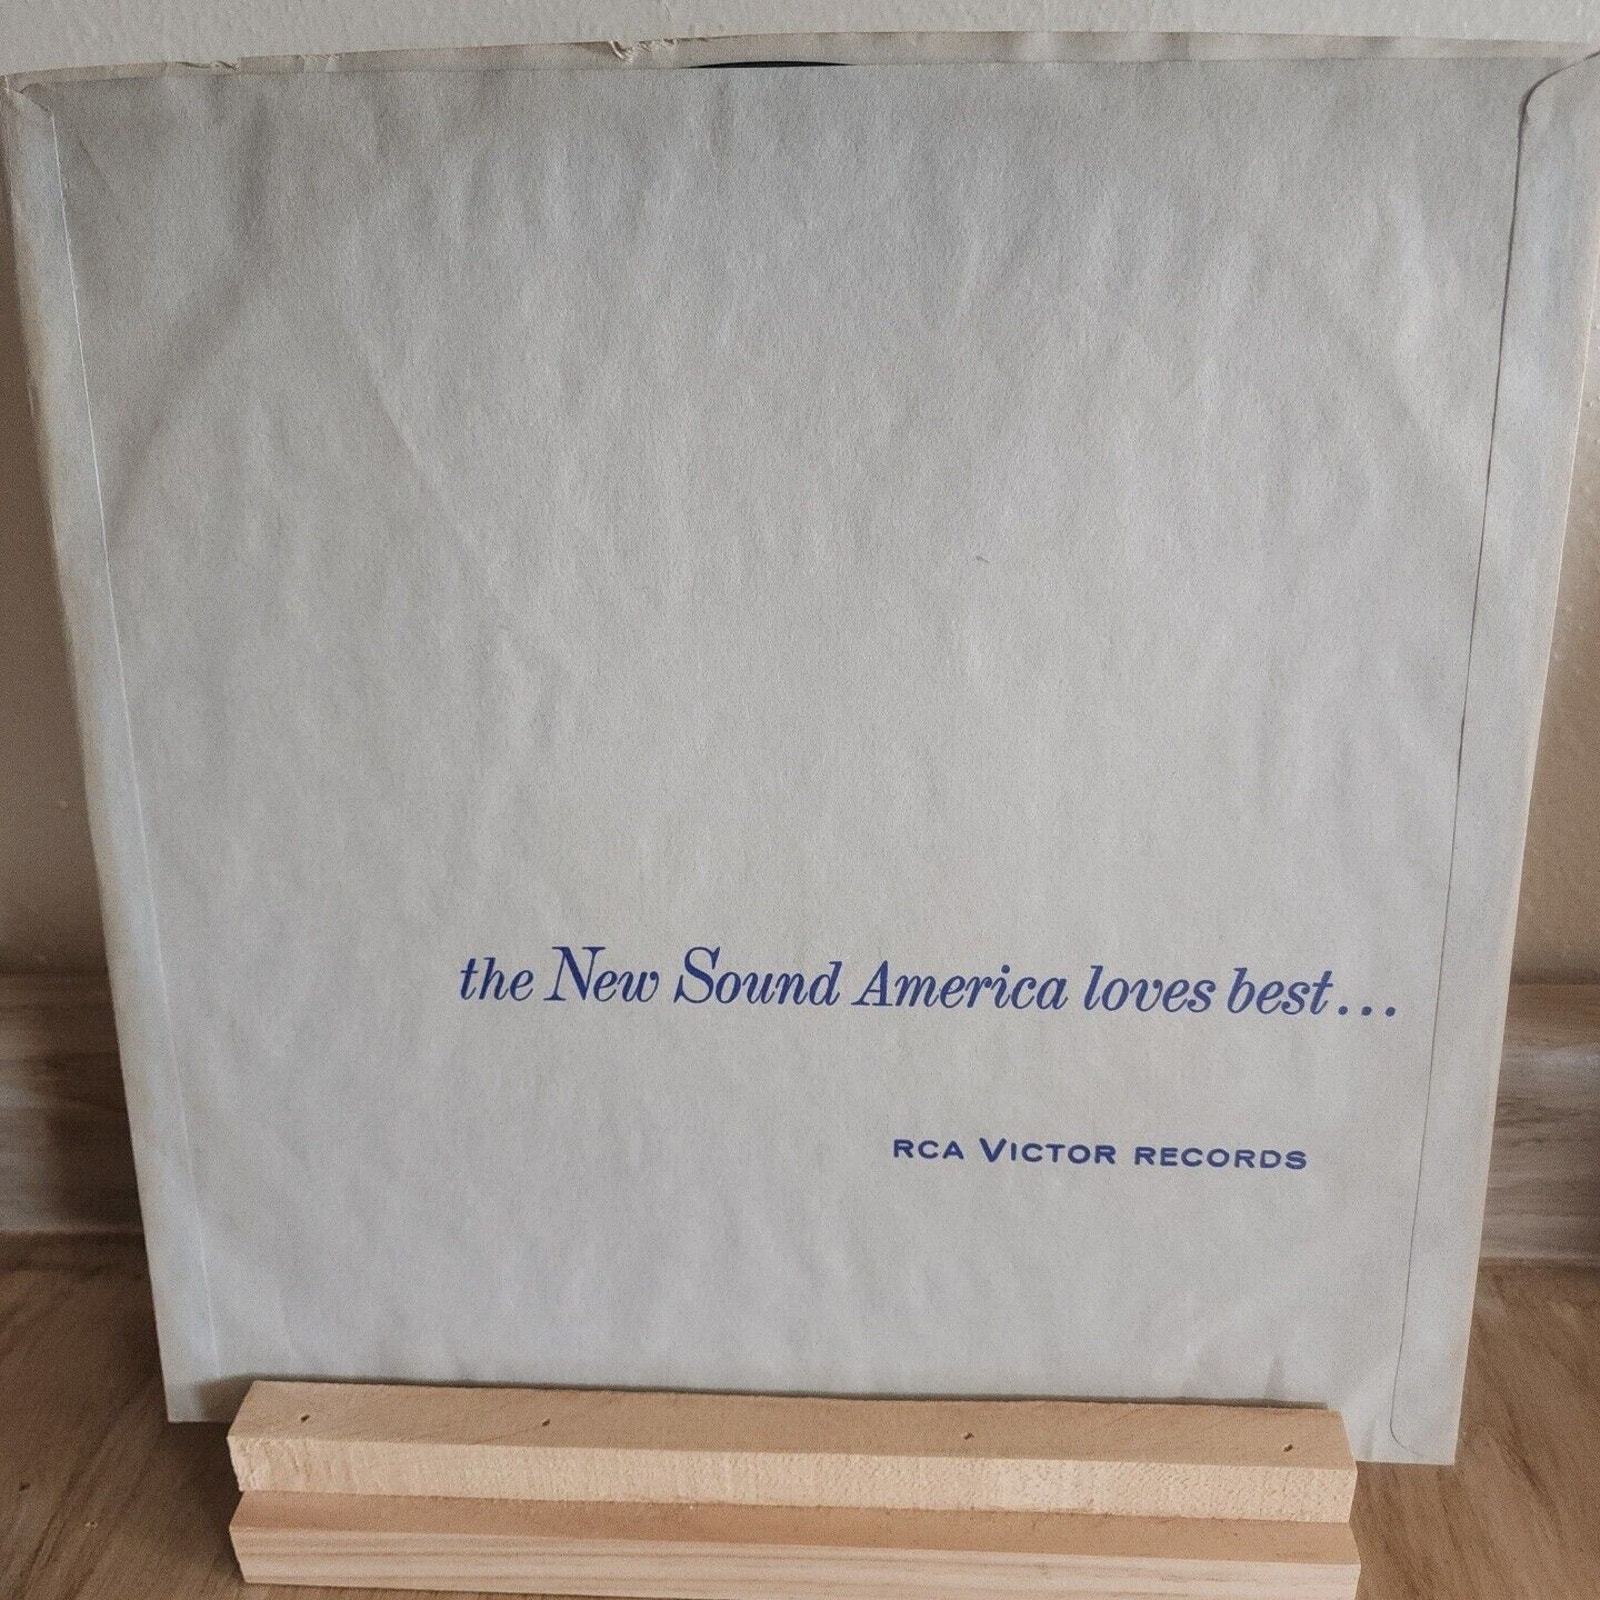 the New Sound America loves best...
RCA VICTOR RECORDS